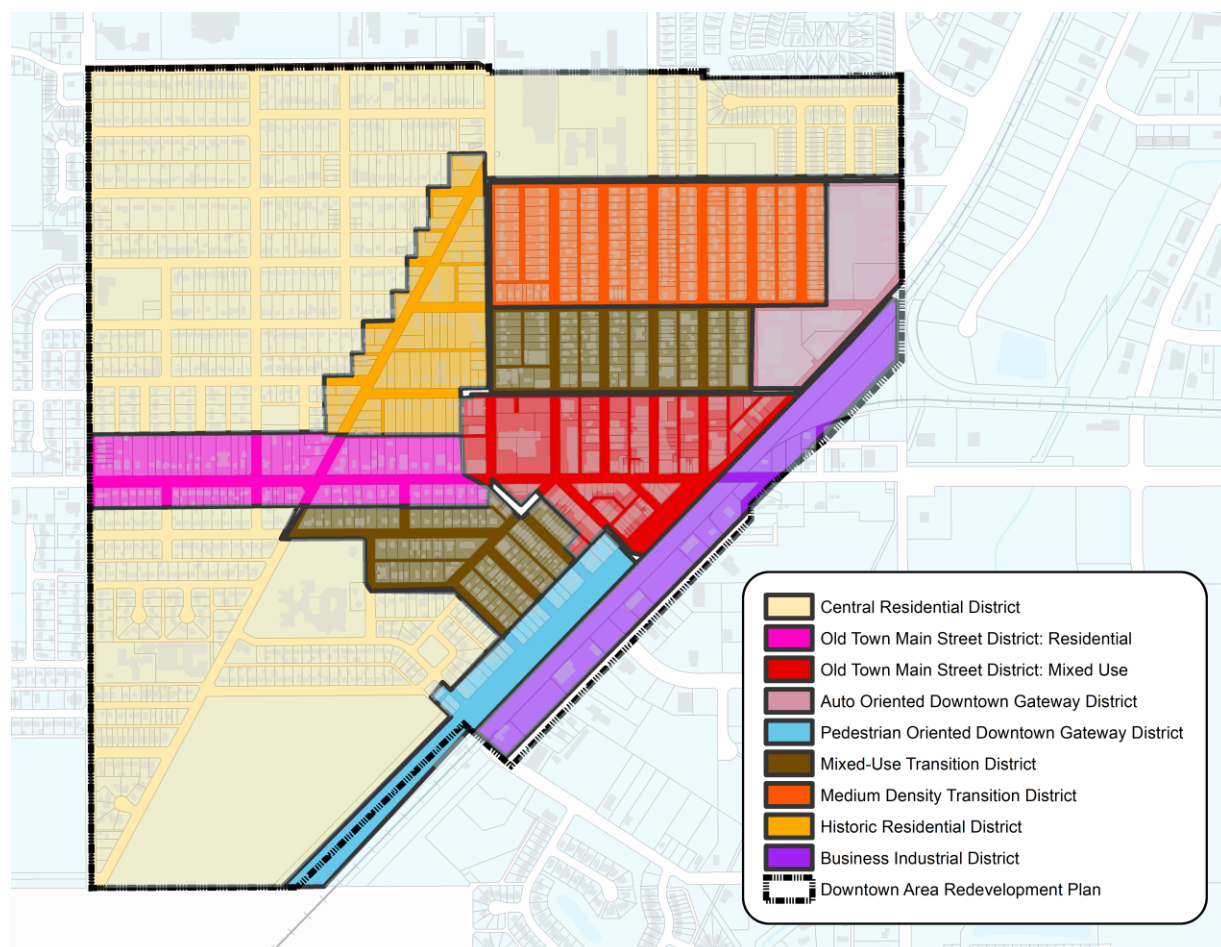 Central Residential District
Old Town Main Street District: Residential
Old Town Main Street District: Mixed Use
Auto Oriented Downtown Gateway District
Pedestrian Oriented Downtown Gateway District
Mixed-Use Transition District
Medium Density Transition District
Historic Residential District
Business Industrial District
Downtown Area Redevelopment Plan